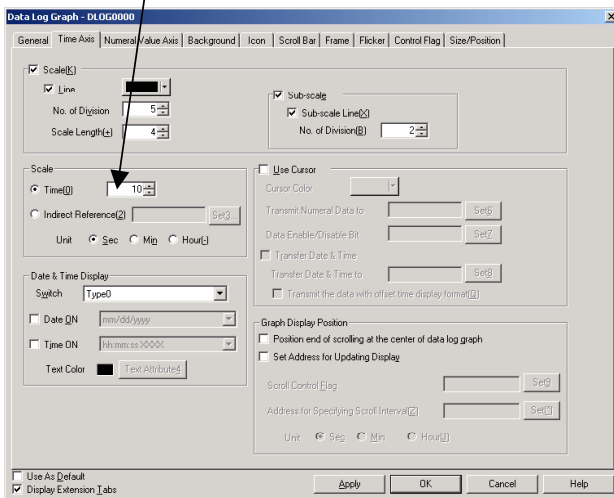 Data Log Graph - DLOG0000
General Time Axis Numeral Value Axis Background Icon Scroll Bar Frame Flicker Control Flag Size/Position
Scale(K)
Line
No. of Division 5
Scale Length(+) 4
Sub-scale
Sub-scale Line(X)
No. of Division(B) 2
Scale
Time(0) 10
Indirect Reference(2) Set3...
Unit Sec Min Hour(-)
Date & Time Display
Switch Type0
Date ON mm/dd/yyyy
Time ON hh:mm:ss XXXX
Text Color Text Attribute4
Use Cursor
Cursor Color
Transmit Numeral Data to Set6
Data Enable/Disable Bit Set7
Transfer Date & Time
Transfer Date & Time to Set8
Transmit the data with offset time display format(Q)
Graph Display Position
Position end of scrolling at the center of data log graph
Set Address for Updating Display
Scroll Control Flag Set9
Address for Specifying Scroll Interval(Z)
Unit Sec Min Hour(J)
Use As Default
Display Extension Tabs
Apply OK Cancel Help